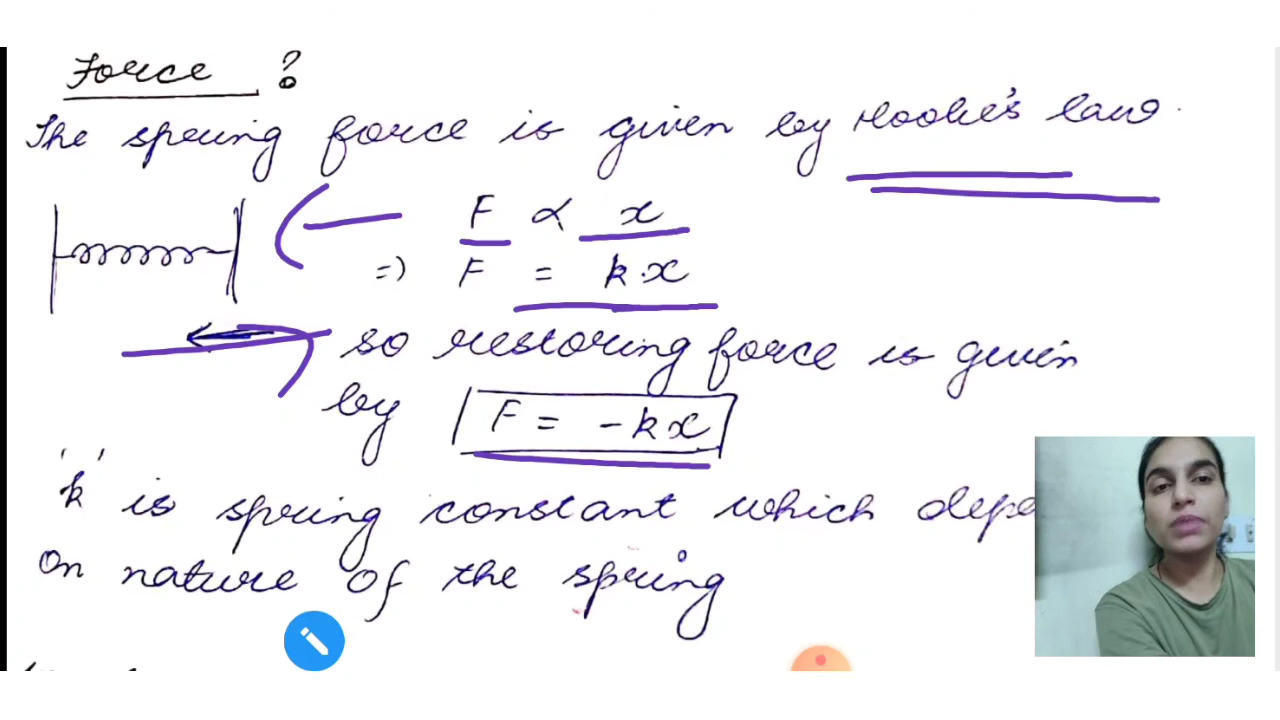 Force ?
The spring force is given by Hooke's law.
F ∝ x
=) F = k.x
so restoring force is given
by F = - kx
'k' is spring constant which depe
on nature of the spring